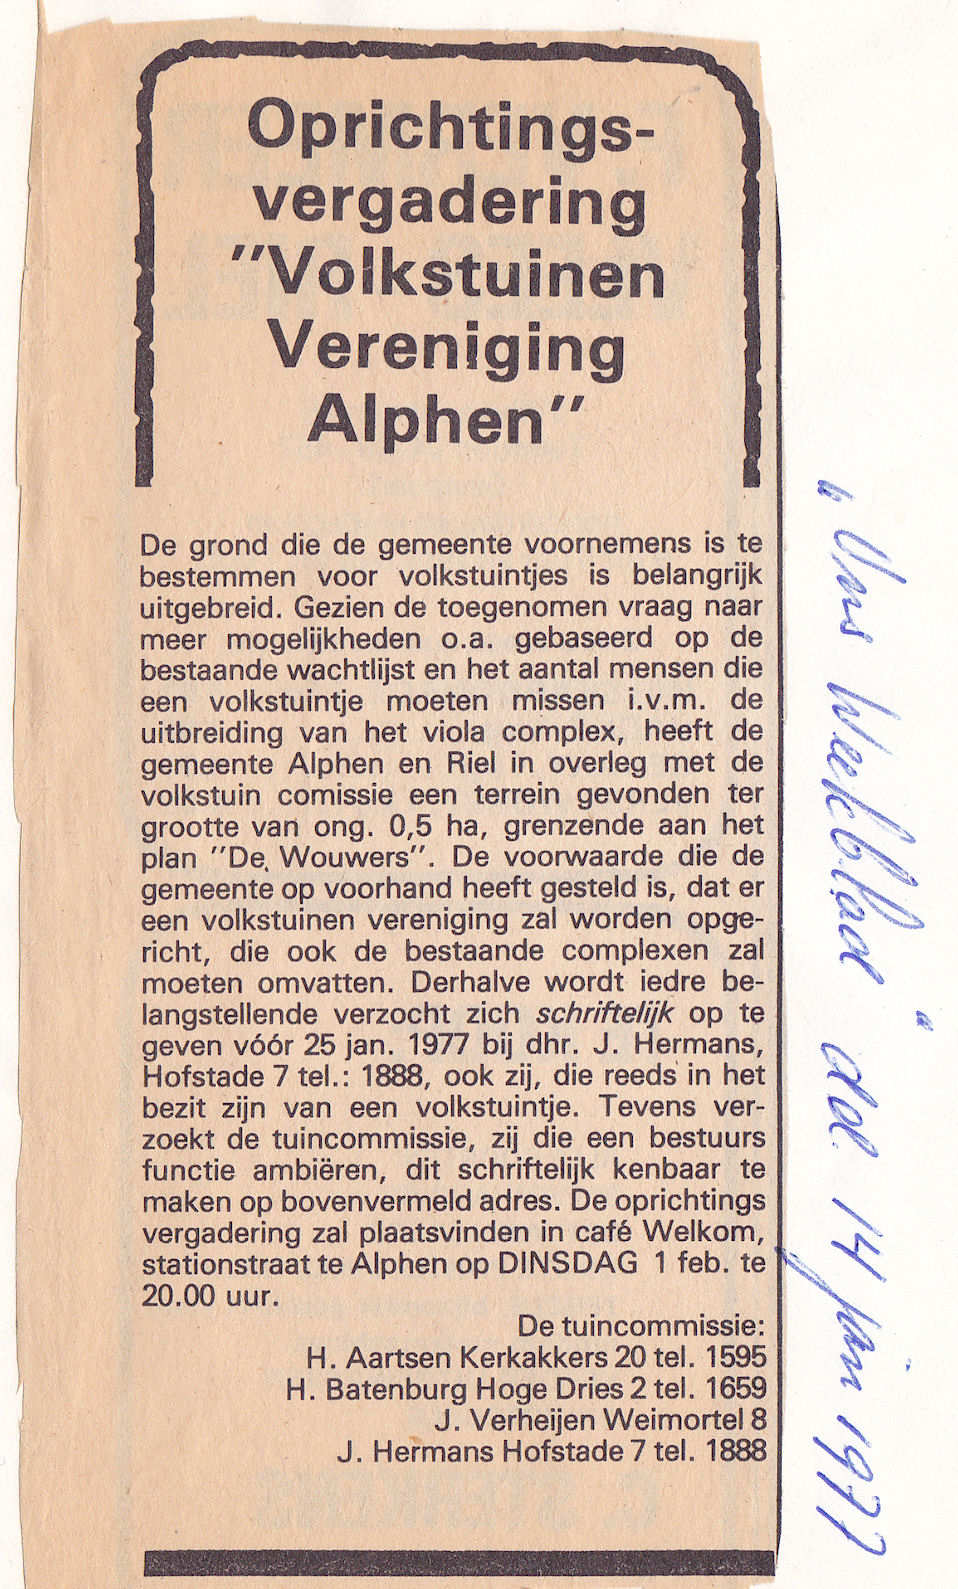 Oprichtings-
vergadering
"Volkstuinen
Vereniging
Alphen"
De grond die de gemeente voornemens is te
bestemmen voor volkstuintjes is belangrijk
uitgebreid. Gezien de toegenomen vraag naar
meer mogelijkheden o.a. gebaseerd op de
bestaande wachtlijst en het aantal mensen die
een volkstuintje moeten missen i.v.m. de
uitbreiding van het viola complex, heeft de
gemeente Alphen en Riel in overleg met de
volkstuin comissie een terrein gevonden ter
grootte van ong. 0,5 ha, grenzende aan het
plan "De Wouwers". De voorwaarde die de
gemeente op voorhand heeft gesteld is, dat er
een volkstuinen vereniging zal worden opge-
richt, die ook de bestaande complexen zal
moeten omvatten. Derhalve wordt iedre be-
langstellende verzocht zich schriftelijk op te
geven vóór 25 jan. 1977 bij dhr. J. Hermans,
Hofstade 7 tel.: 1888, ook zij, die reeds in het
bezit zijn van een volkstuintje. Tevens ver-
zoekt de tuincommissie, zij die een bestuurs
functie ambiëren, dit schriftelijk kenbaar te
maken op bovenvermeld adres. De oprichtings
vergadering zal plaatsvinden in café Welkom,
stationstraat te Alphen op DINSDAG 1 feb. te
20.00 uur.
De tuincommissie:
H. Aartsen Kerkakkers 20 tel. 1595
H. Batenburg Hoge Dries 2 tel. 1659
J. Verheijen Weimortel 8
J. Hermans Hofstade 7 tel. 1888
"Ons Weekblad" dd. 14 jan 1977